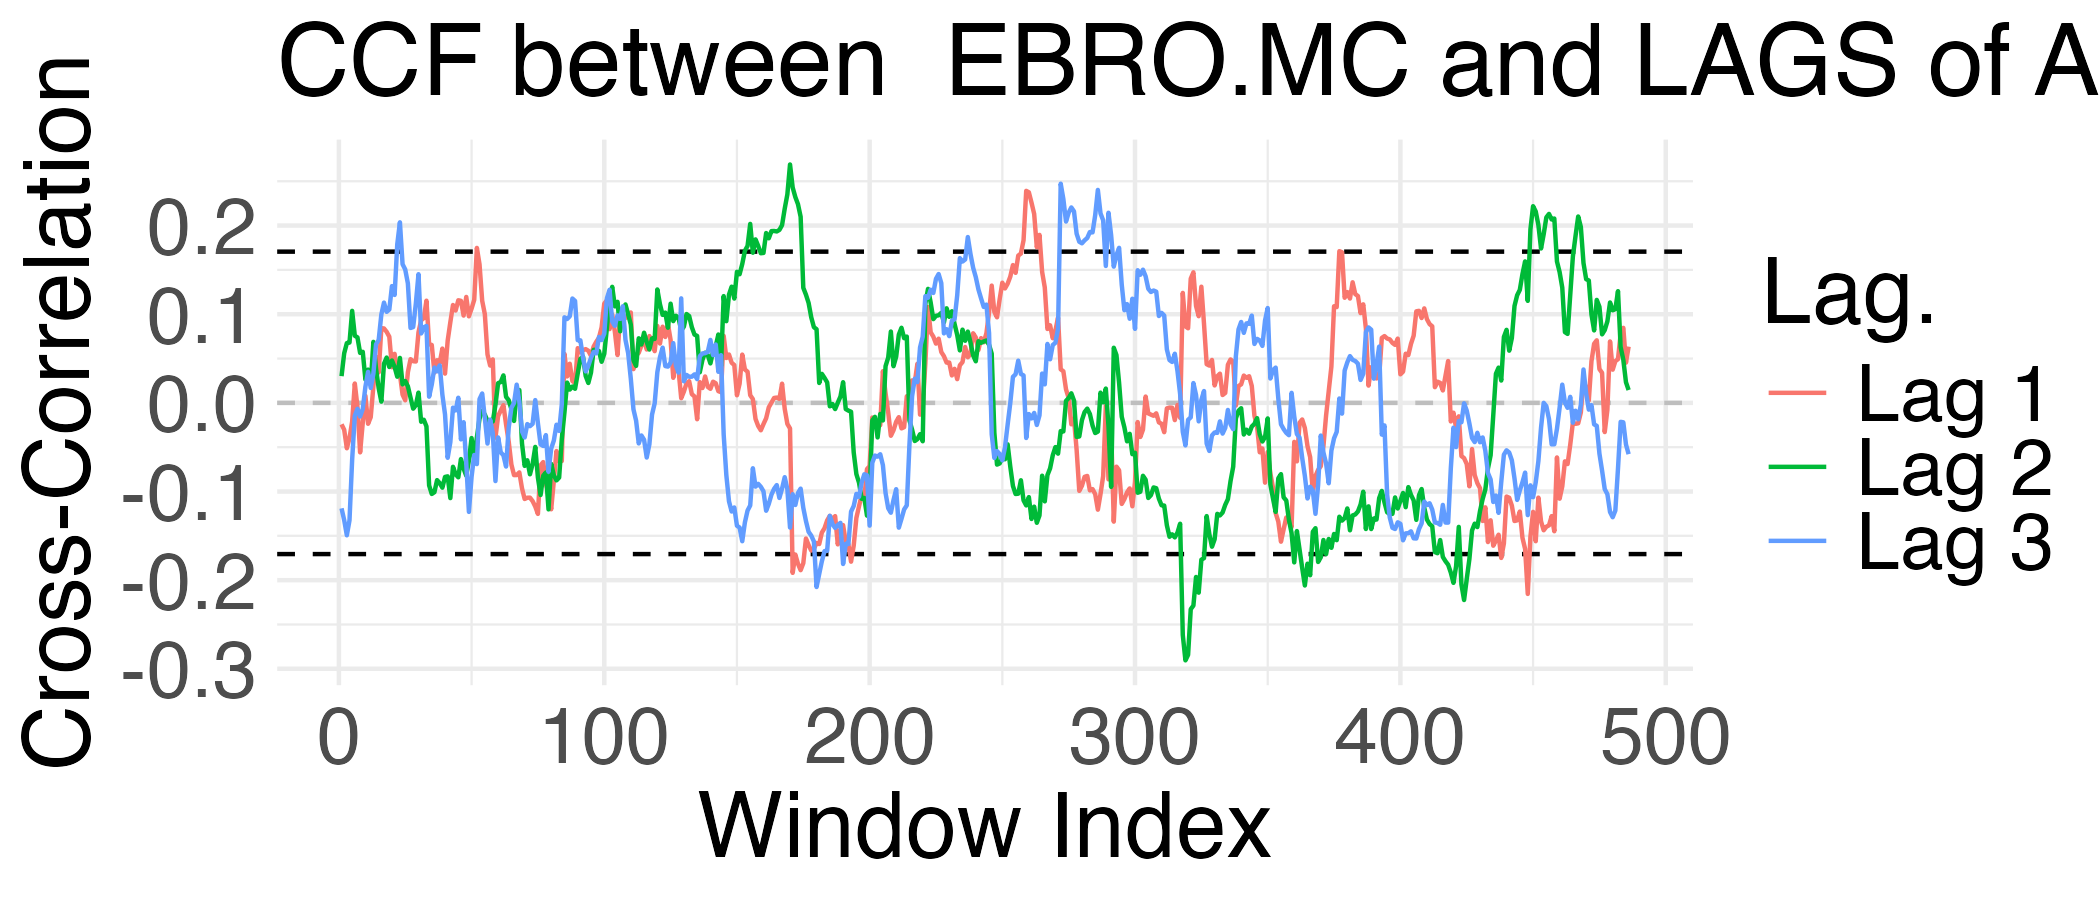 CCF between  EBRO.MC and LAGS of A
Cross-Correlation
0.2
0.1
0.0
-0.1
-0.2
-0.3
0 100 200 300 400 500
Window Index
Lag.
Lag 1
Lag 2
Lag 3